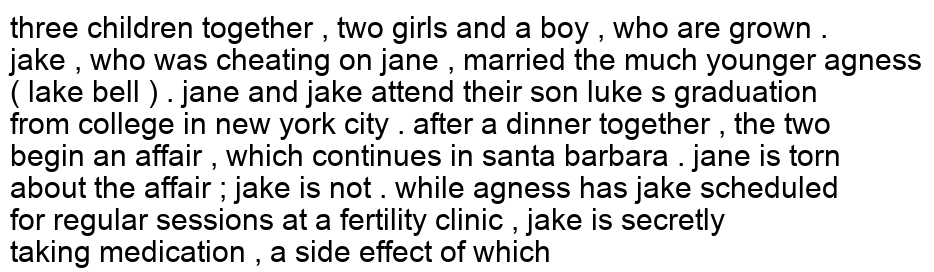 three children together , two girls and a boy , who are grown .
jake , who was cheating on jane , married the much younger agness
( lake bell ) . jane and jake attend their son luke s graduation
from college in new york city . after a dinner together , the two
begin an affair , which continues in santa barbara . jane is torn
about the affair ; jake is not . while agness has jake scheduled
for regular sessions at a fertility clinic , jake is secretly
taking medication , a side effect of which